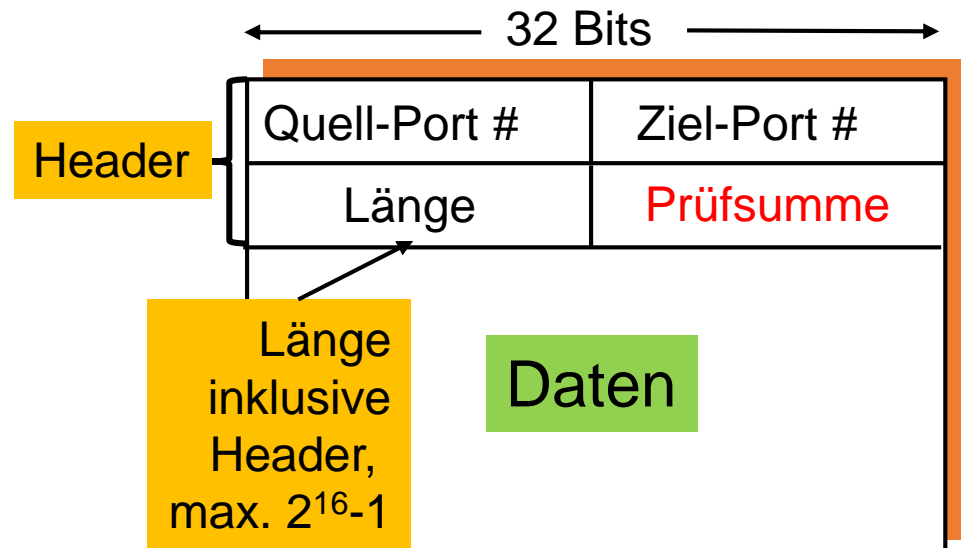 32 Bits
Quell-Port #
Ziel-Port #
Header
Länge
Prüfsumme
Länge
inklusive
Header,
max. 2¹⁶-1
Daten